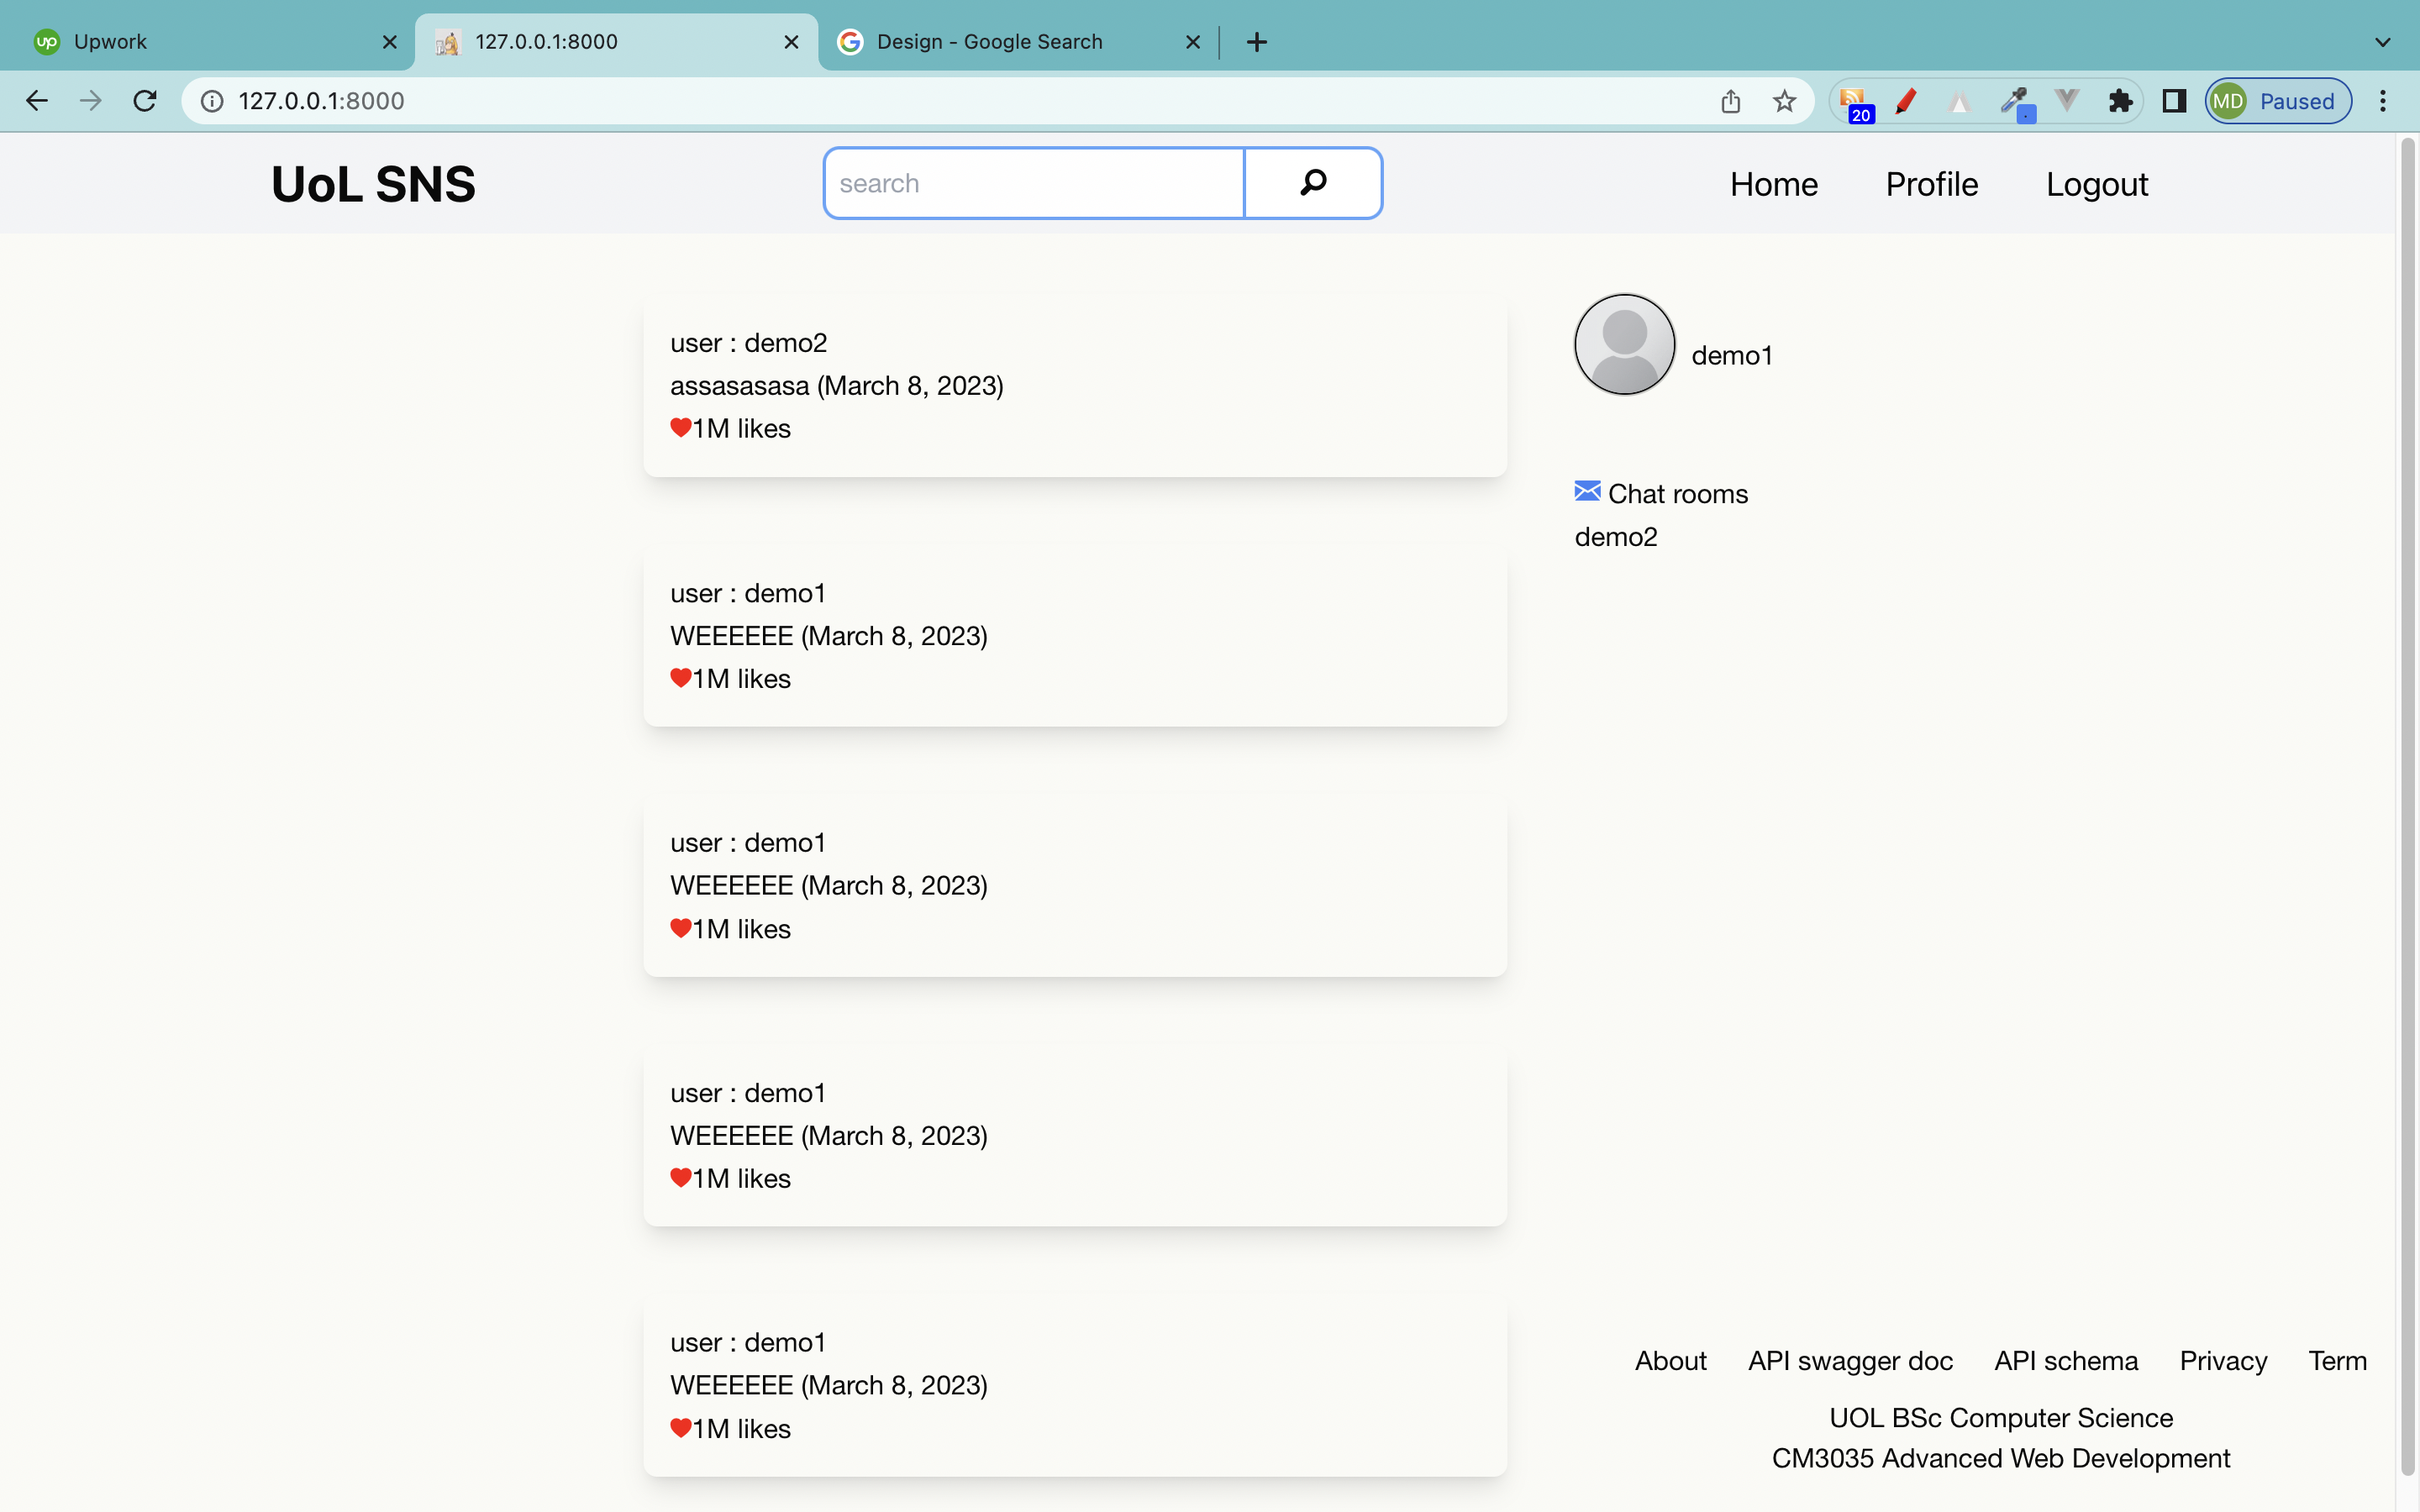 Upwork
127.0.0.1:8000
Design - Google Search
127.0.0.1:8000
20
MD
Paused
UoL SNS
search
Home
Profile
Logout
user : demo2
assasasasa (March 8, 2023)
1M likes
user : demo1
WEEEEEE (March 8, 2023)
1M likes
user : demo1
WEEEEEE (March 8, 2023)
1M likes
user : demo1
WEEEEEE (March 8, 2023)
1M likes
user : demo1
WEEEEEE (March 8, 2023)
1M likes
demo1
Chat rooms
demo2
About
API swagger doc
API schema
Privacy
Term
UOL BSc Computer Science
CM3035 Advanced Web Development